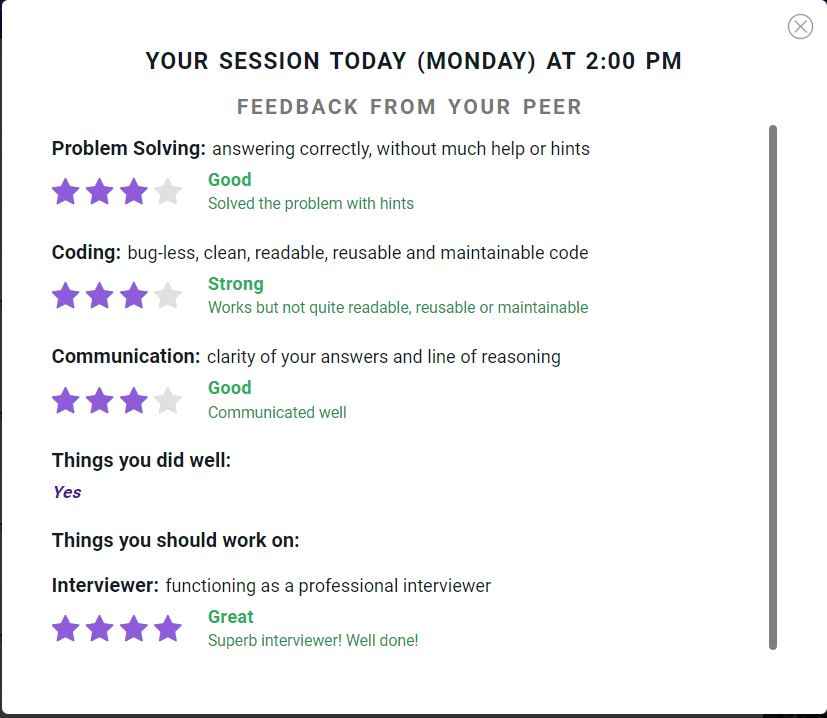 YOUR SESSION TODAY (MONDAY) AT 2:00 PM
FEEDBACK FROM YOUR PEER
Problem Solving: answering correctly, without much help or hints
Good
Solved the problem with hints
Coding: bug-less, clean, readable, reusable and maintainable code
Strong
Works but not quite readable, reusable or maintainable
Communication: clarity of your answers and line of reasoning
Good
Communicated well
Things you did well:
Yes
Things you should work on:
Interviewer: functioning as a professional interviewer
Great
Superb interviewer! Well done!